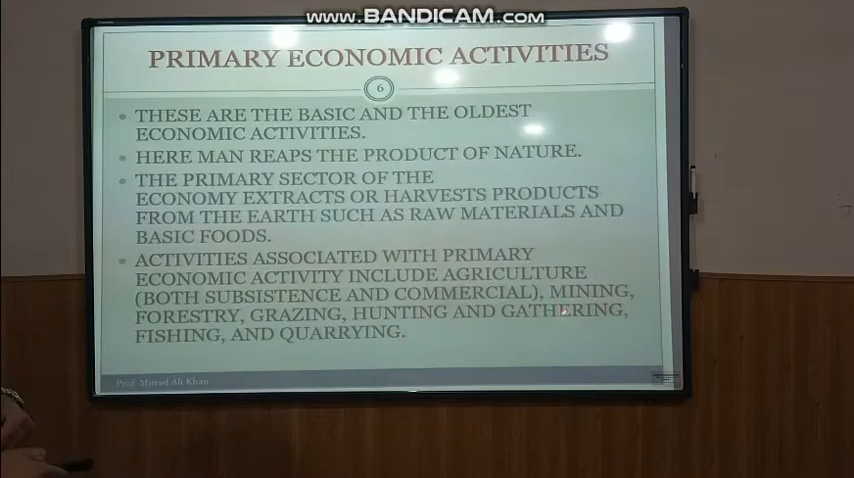 WWW.BANDICAM.COM
PRIMARY ECONOMIC ACTIVITIES
6
• THESE ARE THE BASIC AND THE OLDEST
ECONOMIC ACTIVITIES.
• HERE MAN REAPS THE PRODUCT OF NATURE.
• THE PRIMARY SECTOR OF THE
ECONOMY EXTRACTS OR HARVESTS PRODUCTS
FROM THE EARTH SUCH AS RAW MATERIALS AND
BASIC FOODS.
• ACTIVITIES ASSOCIATED WITH PRIMARY
ECONOMIC ACTIVITY INCLUDE AGRICULTURE
(BOTH SUBSISTENCE AND COMMERCIAL), MINING,
FORESTRY, GRAZING, HUNTING AND GATHERING,
FISHING, AND QUARRYING.
Prof. Murad Ali Khan